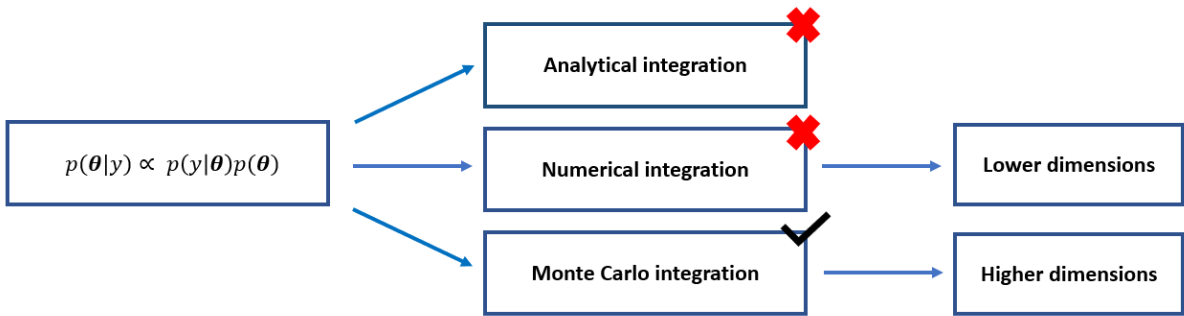 Analytical integration
p(θ|y) ∝ p(y|θ)p(θ)
Numerical integration
Lower dimensions
Monte Carlo integration
Higher dimensions